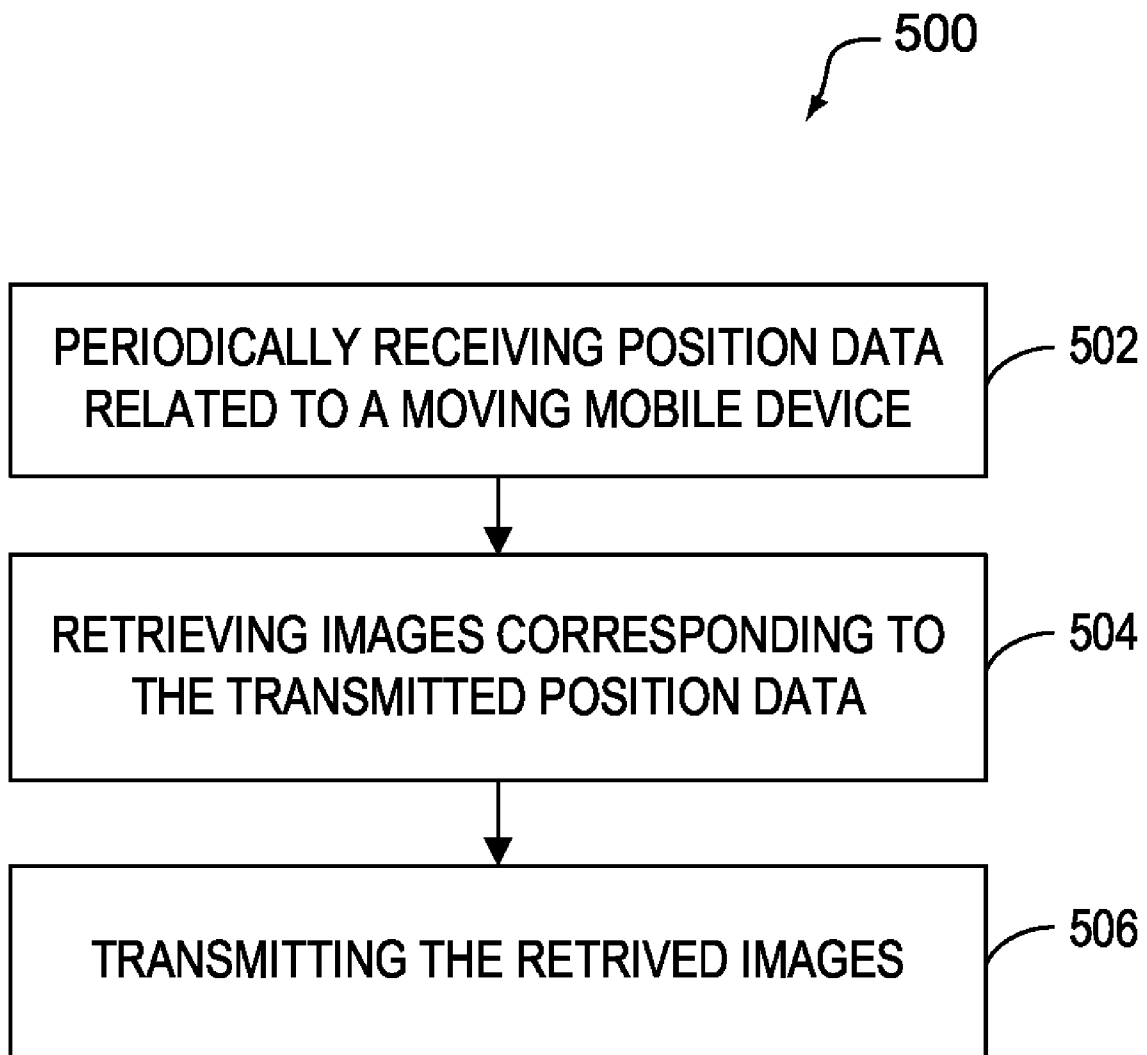 500
PERIODICALLY RECEIVING POSITION DATA
RELATED TO A MOVING MOBILE DEVICE
502
RETRIEVING IMAGES CORRESPONDING TO
THE TRANSMITTED POSITION DATA
504
TRANSMITTING THE RETRIVED IMAGES
506